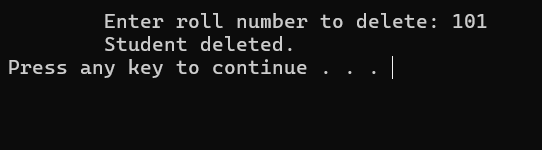 Enter roll number to delete: 101
Student deleted.
Press any key to continue . . .